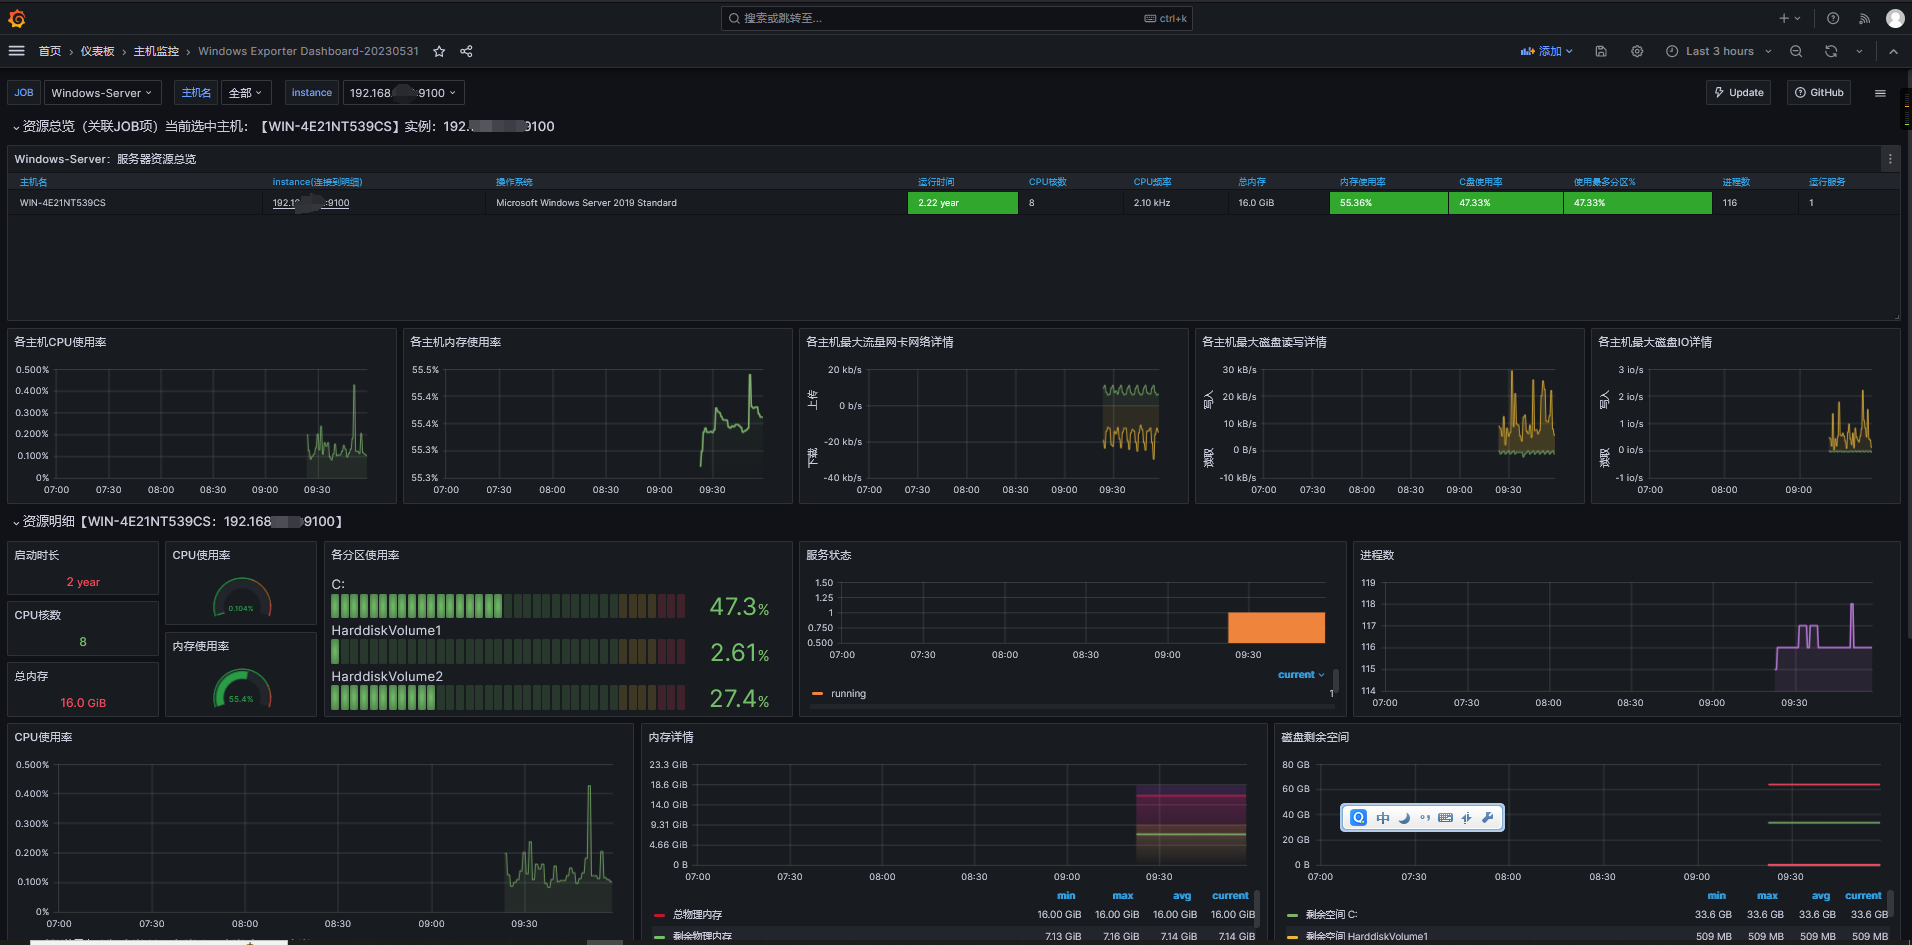 搜索或跳转至...
ctrl+k
首页 › 仪表板 › 主机监控 › Windows Exporter Dashboard-20230531
添加
Last 3 hours
JOB Windows-Server 主机名 全部 instance 192.168. :9100
Update GitHub
资源总览（关联JOB项）当前选中主机：【WIN-4E21NT539CS】实例：192. 9100
Windows-Server：服务器资源总览
主机名 instance(连接到明细) 操作系统 运行时间 CPU核数 CPU频率 总内存 内存使用率 C盘使用率 使用最多分区% 进程数 运行服务
WIN-4E21NT539CS 192.1 :9100 Microsoft Windows Server 2019 Standard 2.22 year 8 2.10 kHz 16.0 GiB 55.36% 47.33% 47.33% 116 1
各主机CPU使用率
0.500%
0.400%
0.300%
0.200%
0.100%
0%
07:00 07:30 08:00 08:30 09:00 09:30
各主机内存使用率
55.5%
55.4%
55.4%
55.3%
55.3%
07:00 07:30 08:00 08:30 09:00 09:30
各主机最大流量网卡网络详情
上传
下载
20 kb/s
0 b/s
-20 kb/s
-40 kb/s
07:00 07:30 08:00 08:30 09:00 09:30
各主机最大磁盘读写详情
写入
读取
30 kB/s
20 kB/s
10 kB/s
0 B/s
-10 kB/s
07:00 07:30 08:00 08:30 09:00 09:30
各主机最大磁盘IO详情
写入
读取
3 io/s
2 io/s
1 io/s
0 io/s
-1 io/s
07:00 08:00 09:00
资源明细【WIN-4E21NT539CS：192.168 9100】
启动时长
2 year
CPU核数
8
总内存
16.0 GiB
CPU使用率
0.104%
内存使用率
55.4%
各分区使用率
C:
47.3%
HarddiskVolume1
2.61%
HarddiskVolume2
27.4%
服务状态
1.50
1.25
1
0.750
0.500
07:00 07:30 08:00 08:30 09:00 09:30
current
running 1
进程数
119
118
117
116
115
114
07:00 07:30 08:00 08:30 09:00 09:30
CPU使用率
0.500%
0.400%
0.300%
0.200%
0.100%
0%
07:00 07:30 08:00 08:30 09:00 09:30
内存详情
23.3 GiB
18.6 GiB
14.0 GiB
9.31 GiB
4.66 GiB
0 B
07:00 07:30 08:00 08:30 09:00 09:30
min max avg current
总物理内存 16.00 GiB 16.00 GiB 16.00 GiB 16.00 GiB
剩余物理内存 7.13 GiB 7.16 GiB 7.14 GiB 7.14 GiB
磁盘剩余空间
80 GB
60 GB
40 GB
20 GB
0 B
中
07:00 07:30 08:00 08:30 09:00 09:30
min max avg current
剩余空间 C: 33.6 GB 33.6 GB 33.6 GB 33.6 GB
剩余空间 HarddiskVolume1 509 MB 509 MB 509 MB 509 MB